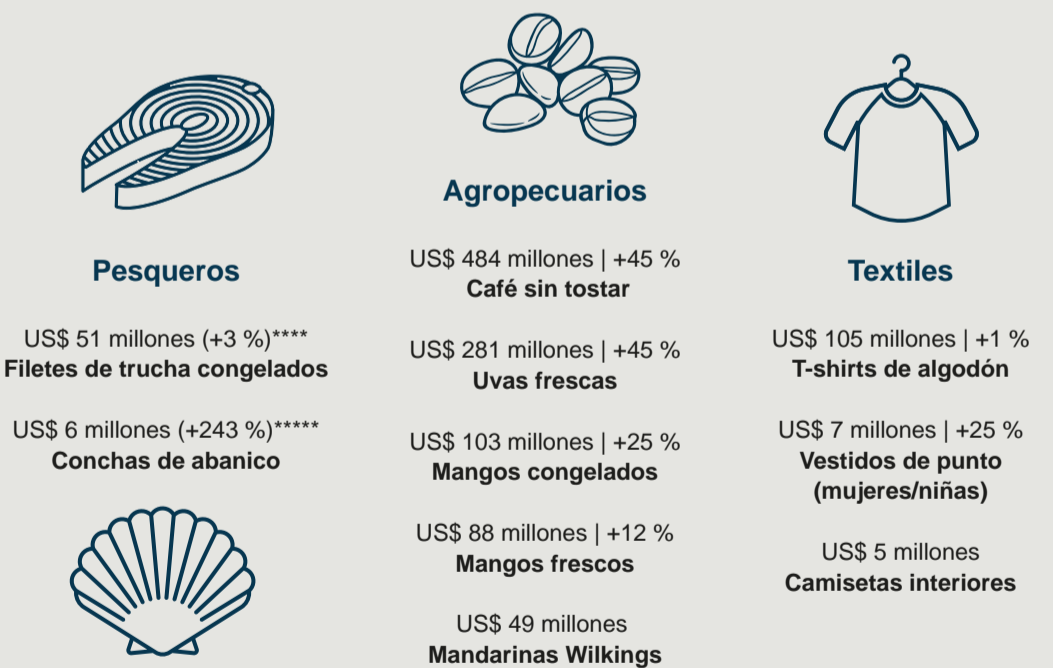 Pesqueros
US$ 51 millones (+3 %)****
Filetes de trucha congelados
US$ 6 millones (+243 %)*****
Conchas de abanico
Agropecuarios
US$ 484 millones | +45 %
Café sin tostar
US$ 281 millones | +45 %
Uvas frescas
US$ 103 millones | +25 %
Mangos congelados
US$ 88 millones | +12 %
Mangos frescos
US$ 49 millones
Mandarinas Wilkings
Textiles
US$ 105 millones | +1 %
T-shirts de algodón
US$ 7 millones | +25 %
Vestidos de punto
(mujeres/niñas)
US$ 5 millones
Camisetas interiores